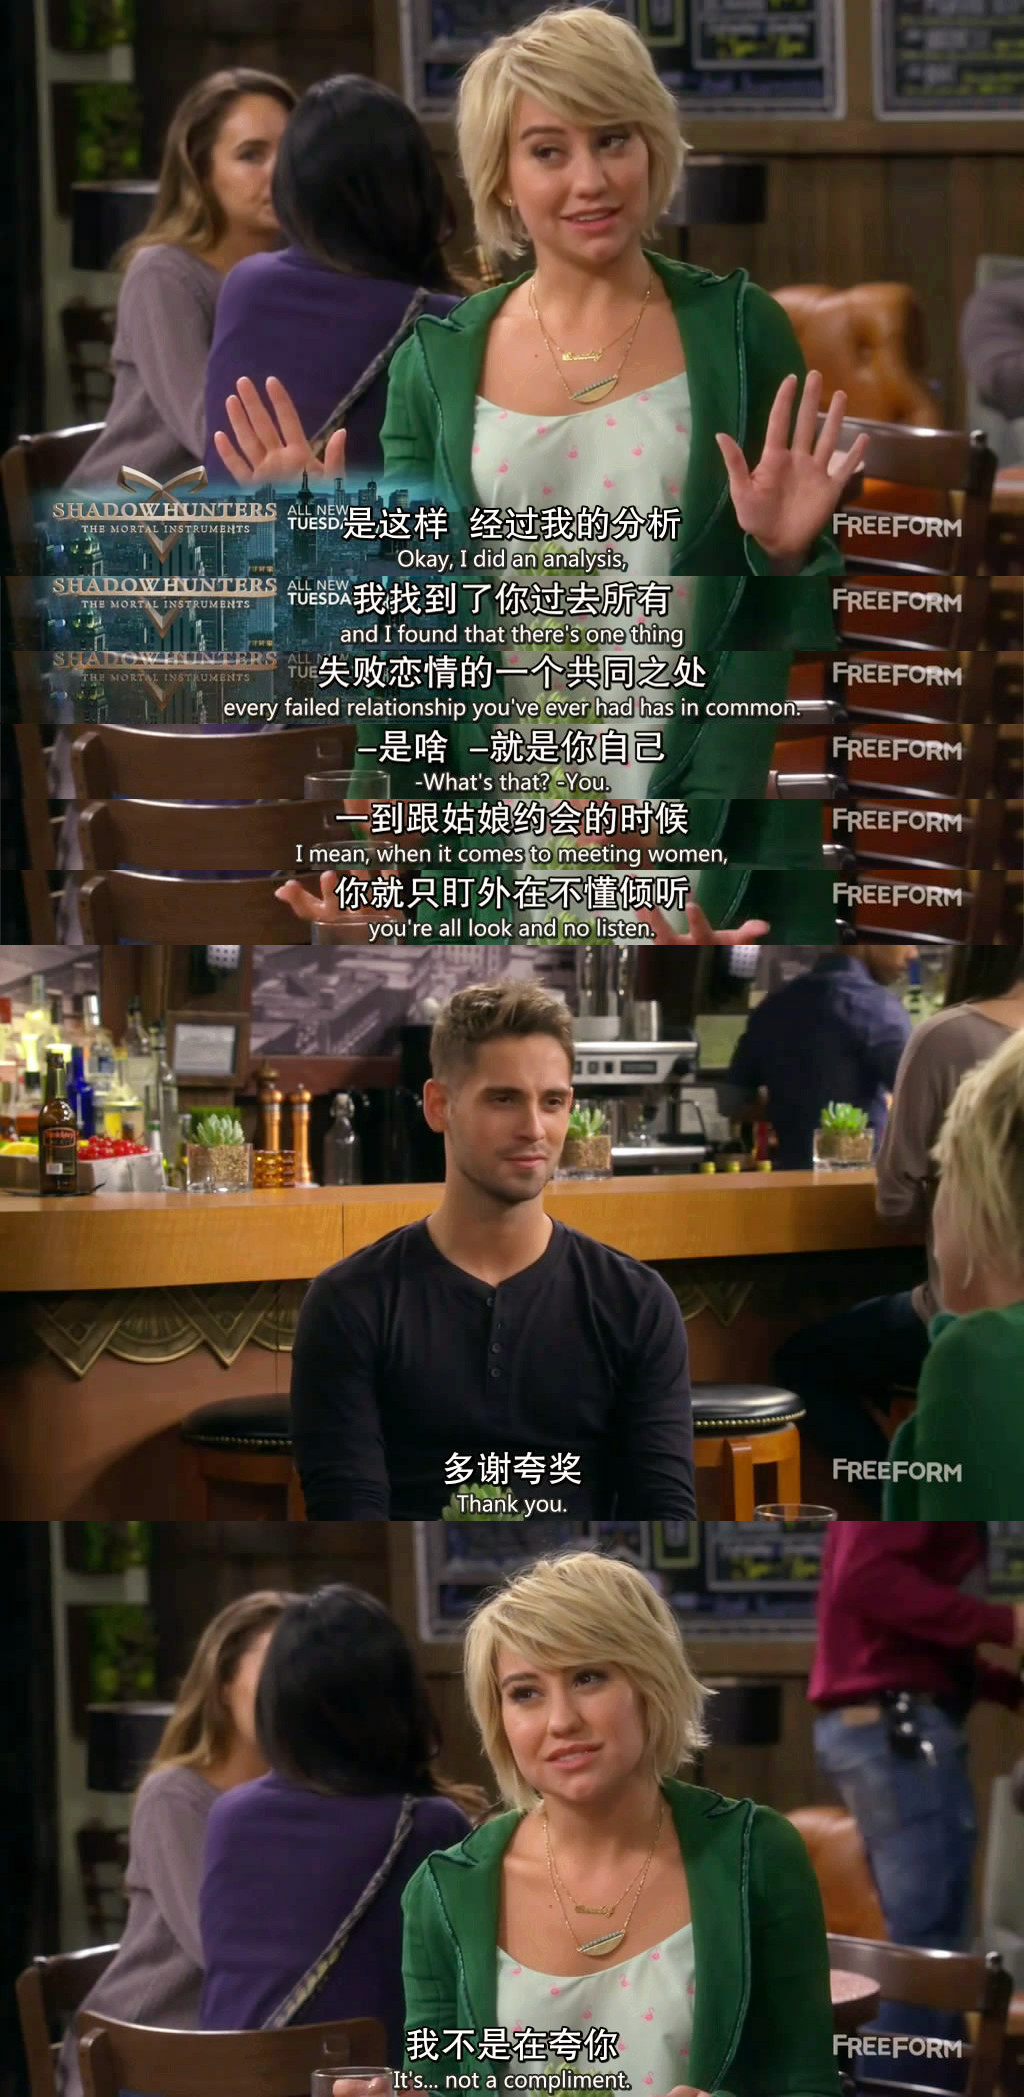 SHADOWHUNTERS
THE MORTAL INSTRUMENTS
ALL NEW
是这样 经过我的分析
FREEFORM
Okay, I did an analysis,
SHADOWHUNTERS
THE MORTAL INSTRUMENTS
ALL NEW
我找到了你过去所有
FREEFORM
and I found that there's one thing
SHADOWHUNTERS
THE MORTAL INSTRUMENTS
失败恋情的一个共同之处
FREEFORM
every failed relationship you've ever had has in common.
–是啥 –就是你自己
FREEFORM
-What's that? -You.
一到跟姑娘约会的时候
FREEFORM
I mean, when it comes to meeting women,
你就只盯外在不懂倾听
FREEFORM
you're all look and no listen.
多谢夸奖
FREEFORM
Thank you.
我不是在夸你
FREEFORM
It's... not a compliment.